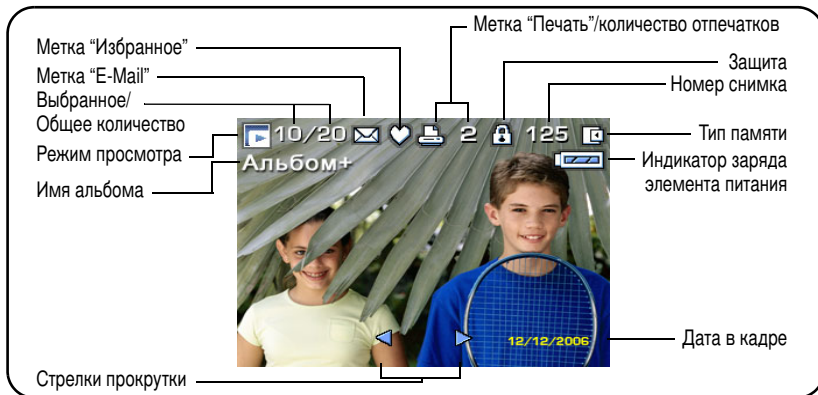 Метка “Печать”/количество отпечатков
Метка “Избранное”
Защита
Метка “E-Mail”
Номер снимка
Выбранное/
Общее количество
10/20 2 125
Тип памяти
Режим просмотра
Альбом+
Индикатор заряда
элемента питания
Имя альбома
12/12/2006
Дата в кадре
Стрелки прокрутки